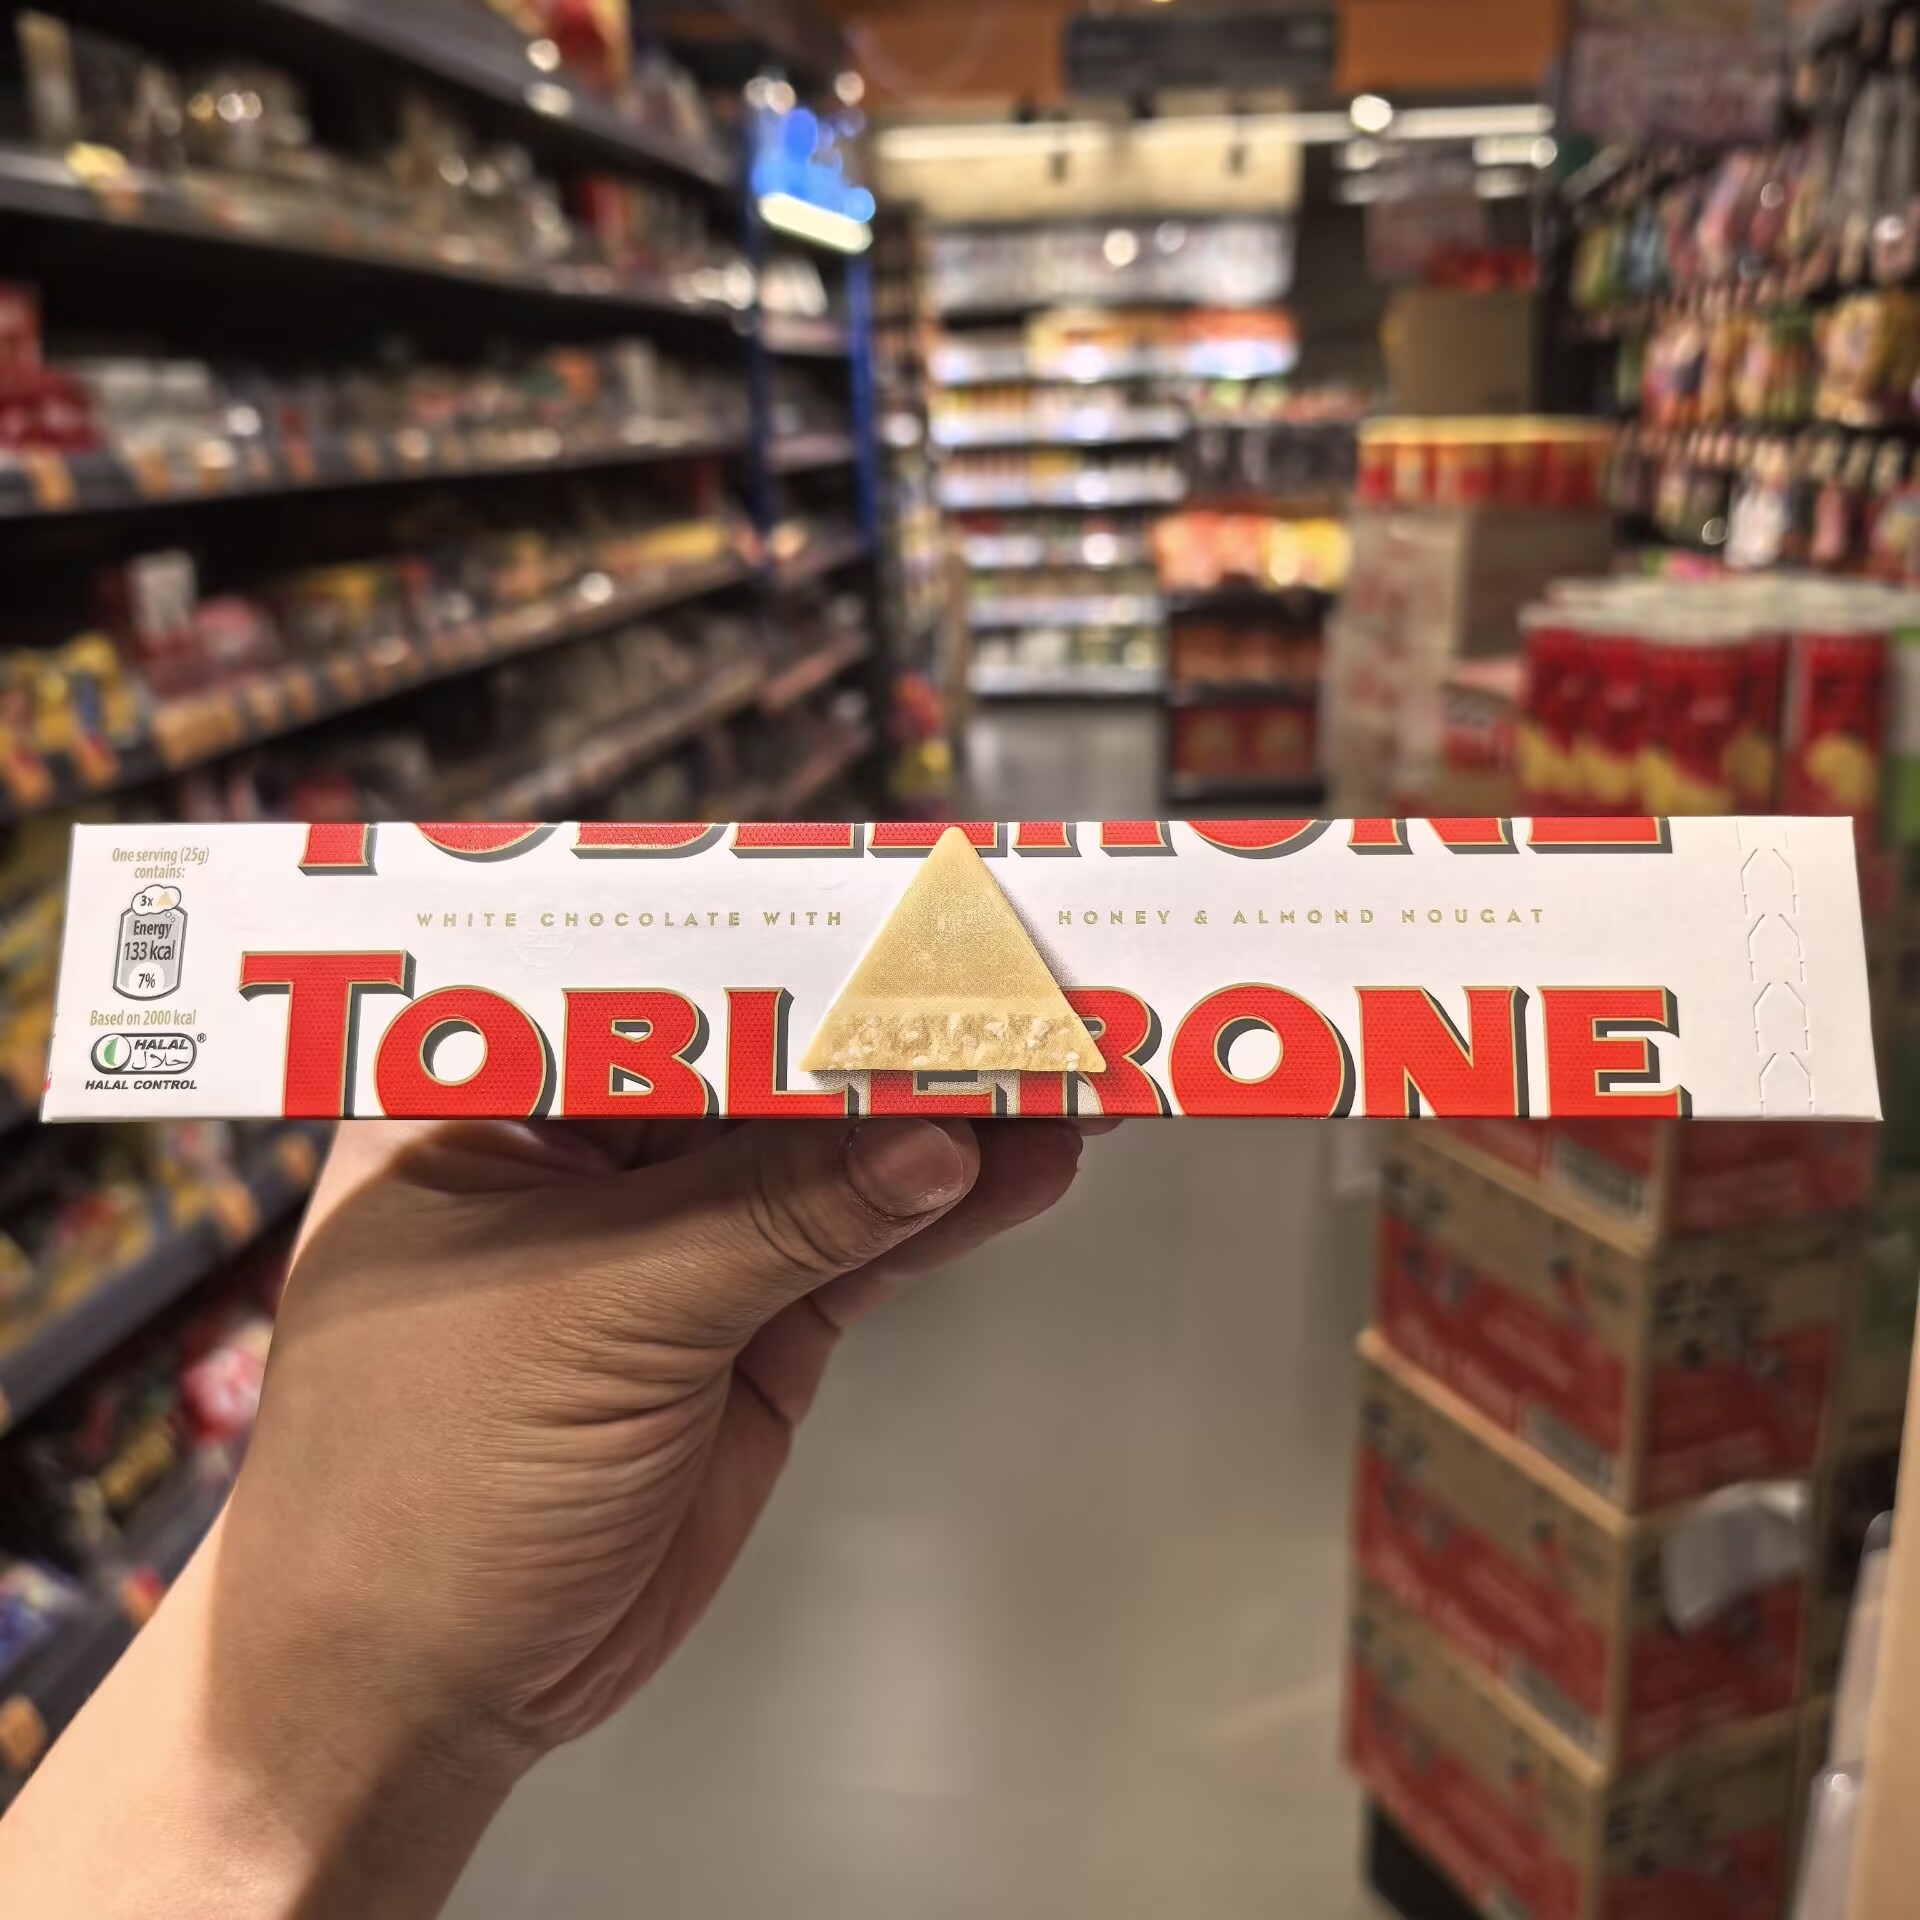 TOBLERONE
One serving (25g)
contains:
3x
Energy
133 kcal
7%
Based on 2000 kcal
HALAL ®
حلال
HALAL CONTROL
WHITE CHOCOLATE WITH HONEY & ALMOND NOUGAT
TOBLERONE